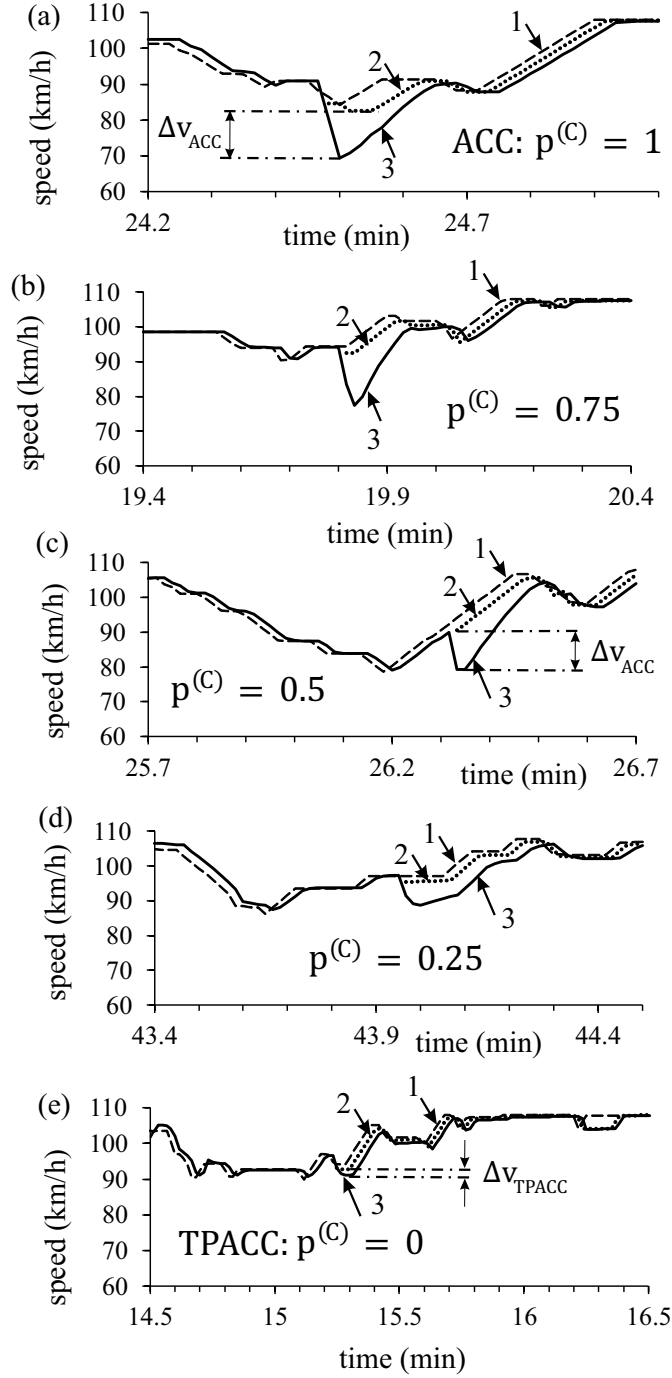 (a)
speed (km/h)
110
100
90
80
70
60
1
2
3
Δv_ACC
ACC: p^(C) = 1
24.2
24.7
time (min)
(b)
speed (km/h)
110
100
90
80
70
60
1
2
3
p^(C) = 0.75
19.4
19.9
20.4
time (min)
(c)
speed (km/h)
110
100
90
80
70
60
1
2
3
Δv_ACC
p^(C) = 0.5
25.7
26.2
26.7
time (min)
(d)
speed (km/h)
110
100
90
80
70
60
1
2
3
p^(C) = 0.25
43.4
43.9
44.4
time (min)
(e)
speed (km/h)
110
100
90
80
70
60
1
2
3
Δv_TPACC
TPACC: p^(C) = 0
14.5
15
15.5
16
16.5
time (min)